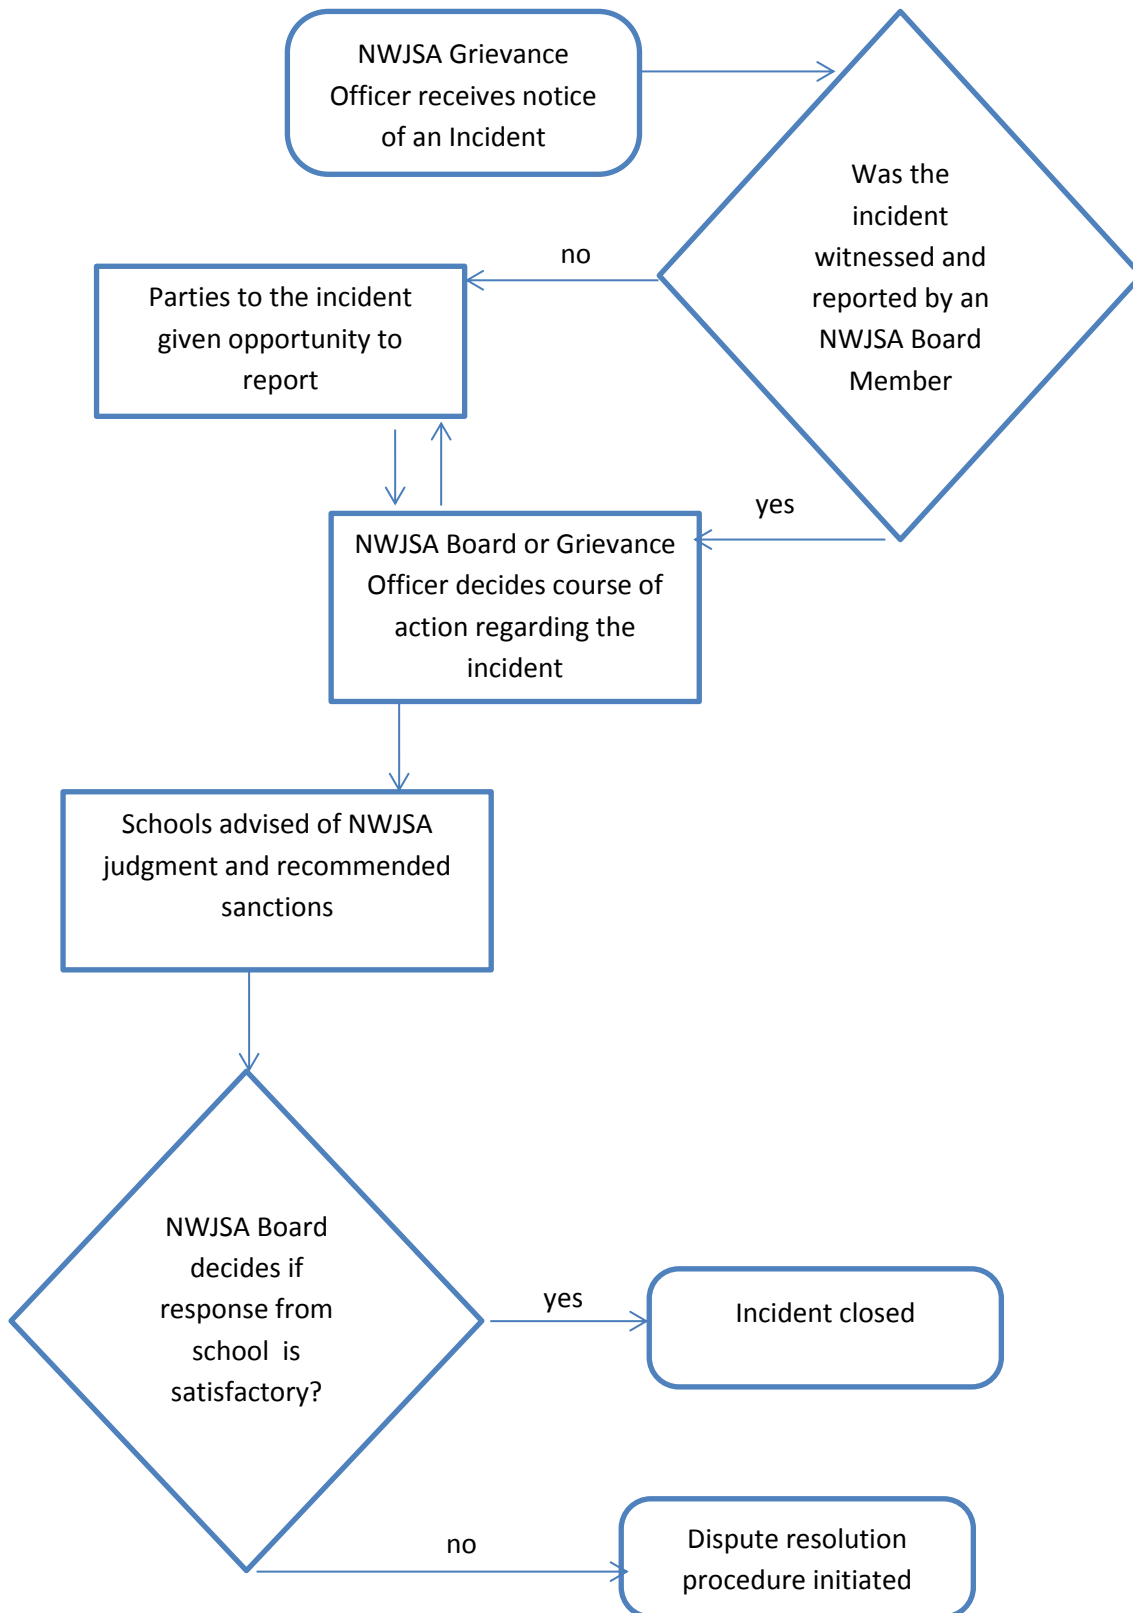 NWJSA Grievance
Officer receives notice
of an Incident
Was the
incident
witnessed and
reported by an
NWJSA Board
Member
no
Parties to the incident
given opportunity to
report
yes
NWJSA Board or Grievance
Officer decides course of
action regarding the
incident
Schools advised of NWJSA
judgment and recommended
sanctions
NWJSA Board
decides if
response from
school is
satisfactory?
yes
Incident closed
no
Dispute resolution
procedure initiated